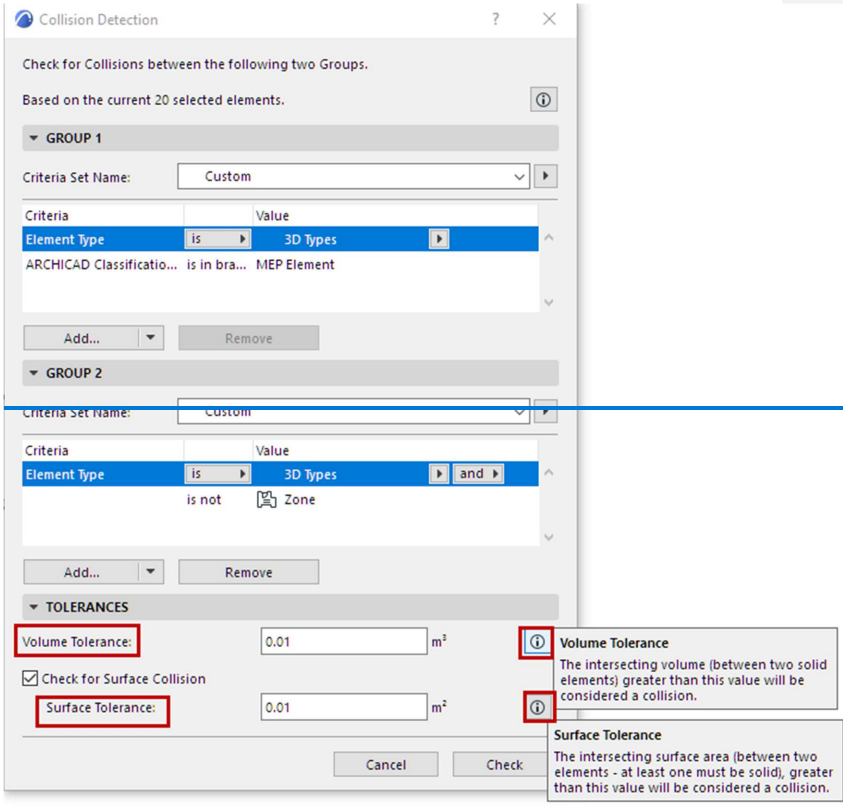 Collision Detection ?
Check for Collisions between the following two Groups.
Based on the current 20 selected elements.
GROUP 1
Criteria Set Name: Custom
Criteria Value
Element Type is 3D Types
ARCHICAD Classificatio... is in bra... MEP Element
Add... Remove
GROUP 2
Criteria Set Name: Custom
Criteria Value
Element Type is 3D Types and
is not Zone
Add... Remove
TOLERANCES
Volume Tolerance: 0.01 m³
Check for Surface Collision
Surface Tolerance: 0.01 m²
Cancel Check
Volume Tolerance
The intersecting volume (between two solid
elements) greater than this value will be
considered a collision.
Surface Tolerance
The intersecting surface area (between two
elements - at least one must be solid), greater
than this value will be considered a collision.